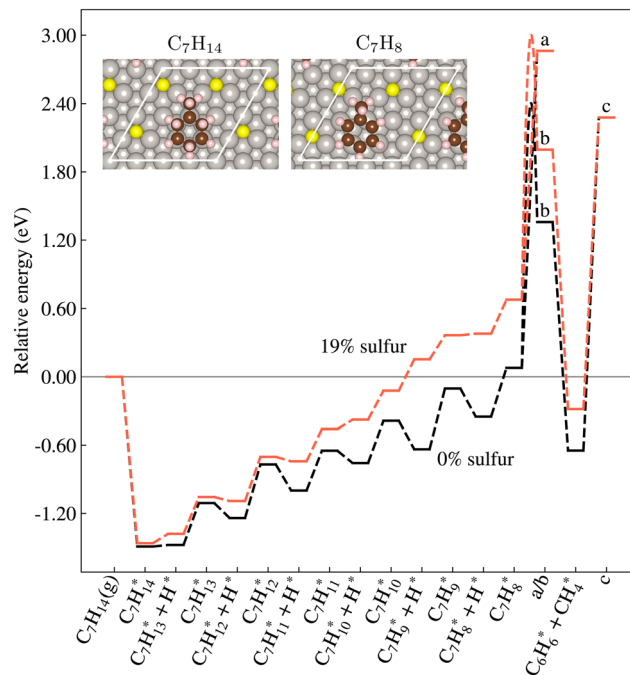 C₇H₁₄
C₇H₈
3.00
2.40
1.80
1.20
0.60
0.00
-0.60
-1.20
Relative energy (eV)
a
b
b
c
19% sulfur
0% sulfur
C₇H₁₄(g)
C₇H₁₄*
C₇H₁₃* + H*
C₇H₁₃*
C₇H₁₂* + H*
C₇H₁₂*
C₇H₁₁* + H*
C₇H₁₁*
C₇H₁₀* + H*
C₇H₁₀*
C₇H₉* + H*
C₇H₉*
C₇H₈* + H*
C₇H₈*
a/b
C₆H₆* + CH₄*
c